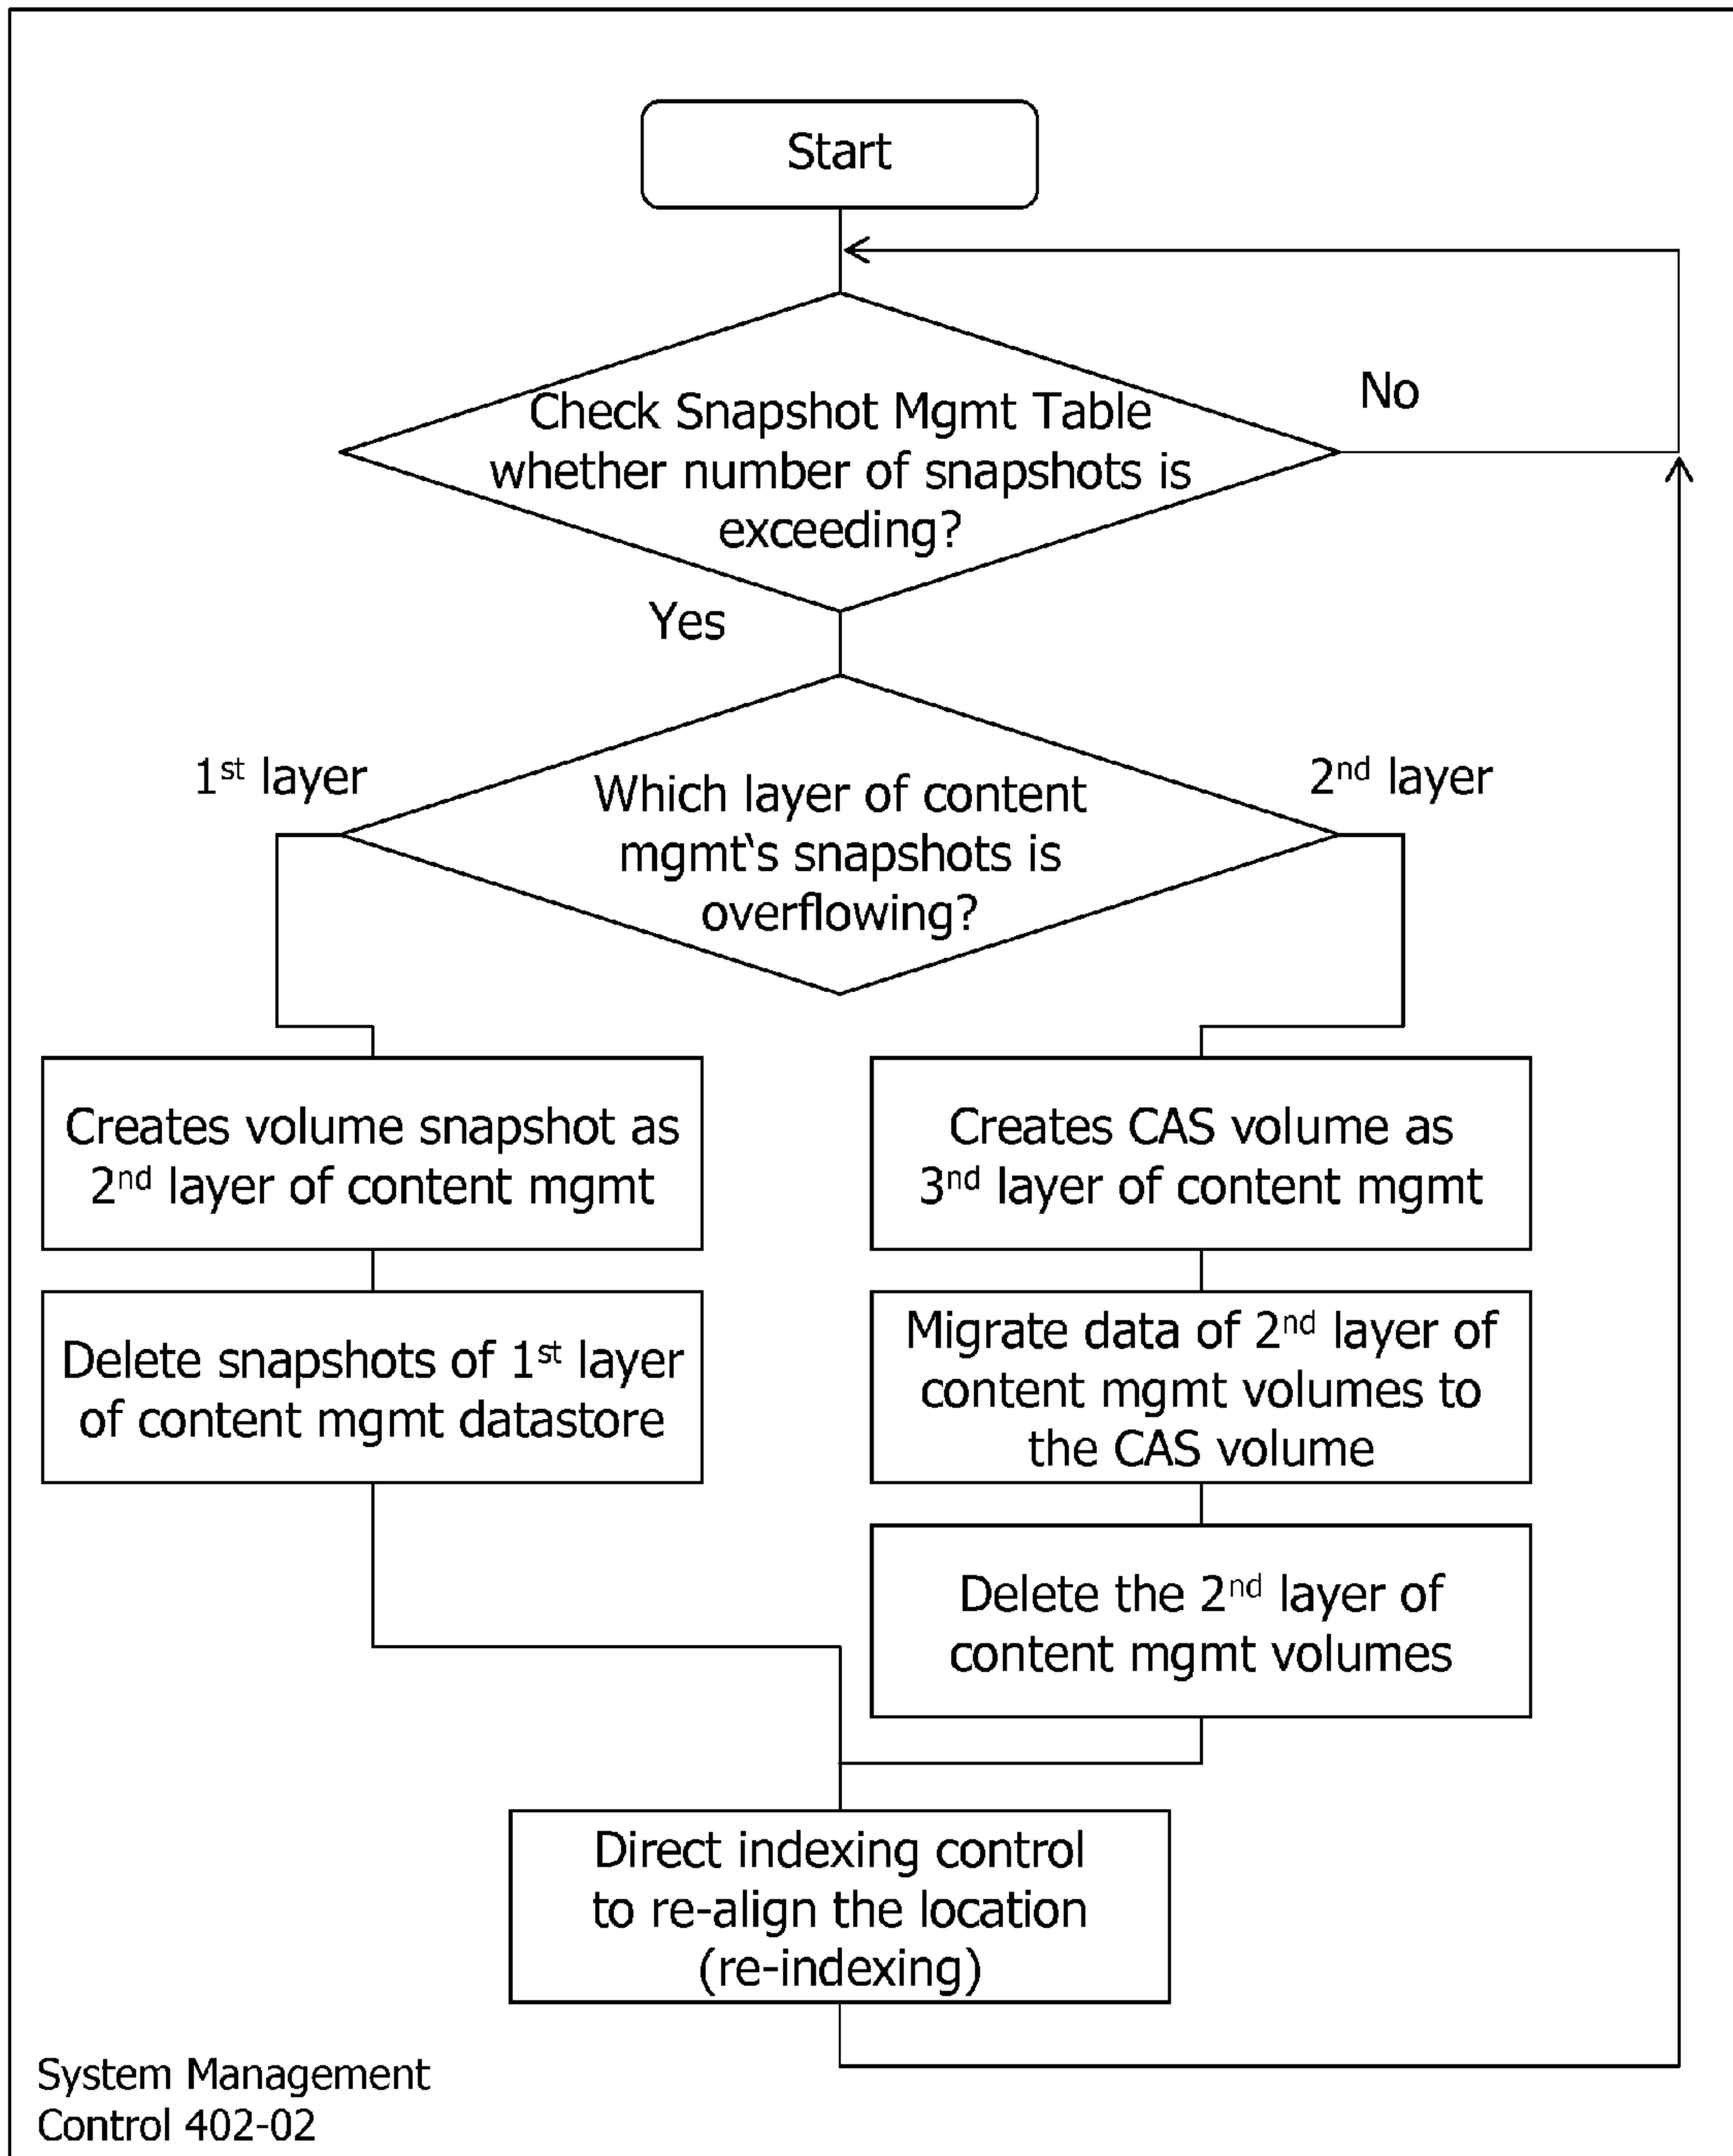 Start
Check Snapshot Mgmt Table
whether number of snapshots is
exceeding?
No
Yes
1st layer
Which layer of content
mgmt‘s snapshots is
overflowing?
2nd layer
Creates volume snapshot as
2nd layer of content mgmt
Delete snapshots of 1st layer
of content mgmt datastore
Creates CAS volume as
3nd layer of content mgmt
Migrate data of 2nd layer of
content mgmt volumes to
the CAS volume
Delete the 2nd layer of
content mgmt volumes
Direct indexing control
to re-align the location
(re-indexing)
System Management
Control 402-02